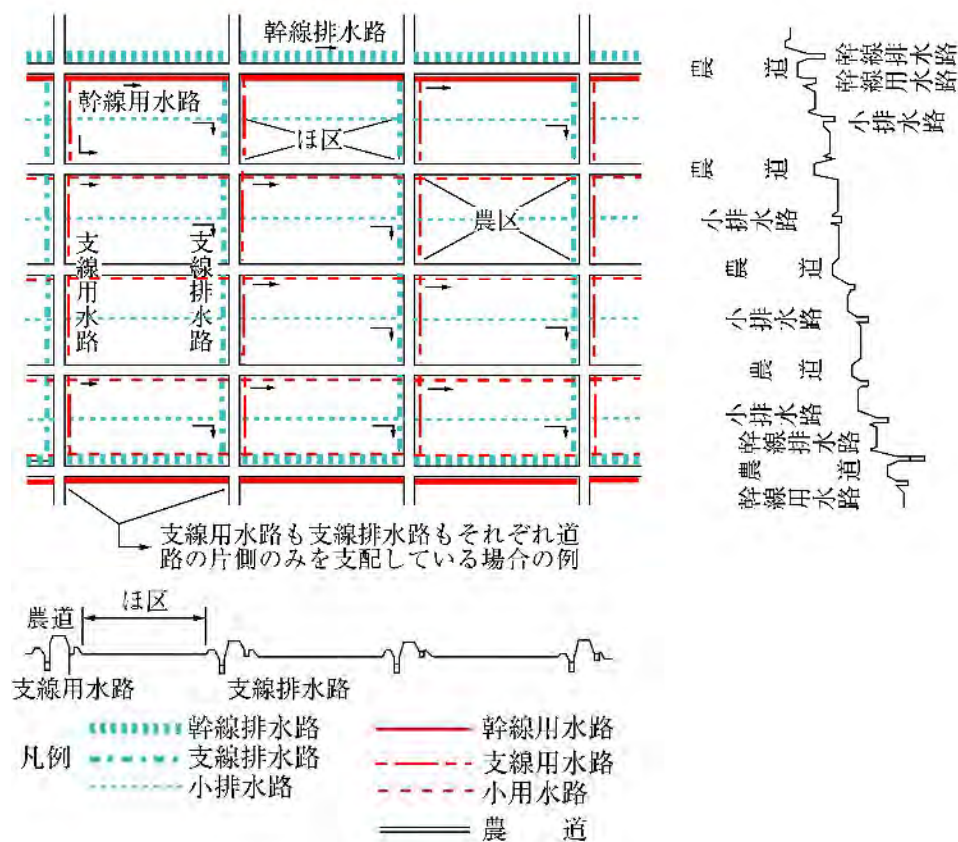 幹線排水路
幹線用水路
ほ区
農区
支線用水路
支線排水路
支線用水路も支線排水路もそれぞれ道
路の片側のみを支配している場合の例
農道
幹線排水路
幹線用水路
小排水路
農道
小排水路
農道
小排水路
農道
小排水路
幹線排水路
農道
幹線用水路
農道
ほ区
支線用水路
支線排水路
凡例
幹線排水路
支線排水路
小排水路
幹線用水路
支線用水路
小用水路
農道